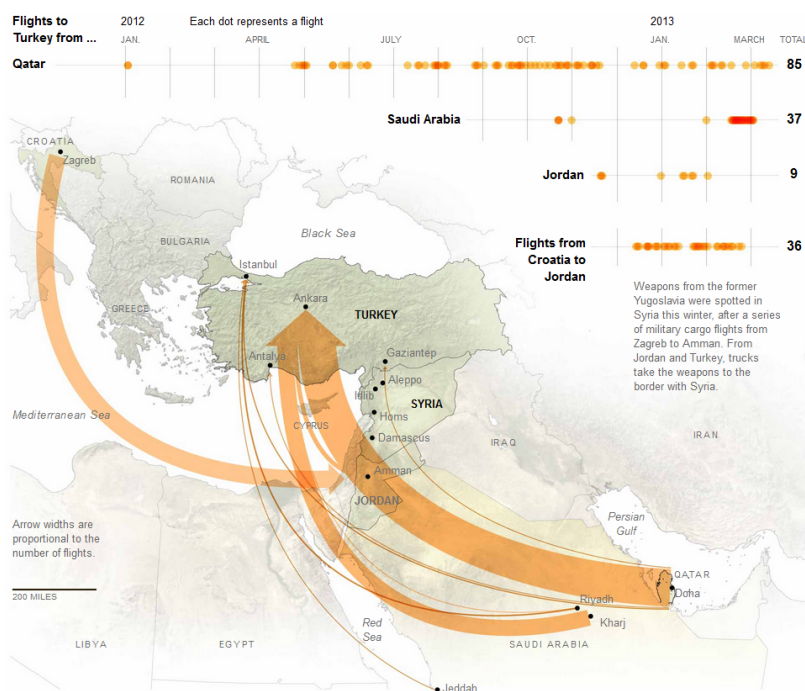 Flights to
Turkey from ...
2012
Each dot represents a flight
2013
JAN.
APRIL
JULY
OCT.
JAN.
MARCH
TOTAL
Qatar
85
Saudi Arabia
37
Jordan
9
Flights from
Croatia to
Jordan
36
Weapons from the former
Yugoslavia were spotted in
Syria this winter, after a series
of military cargo flights from
Zagreb to Amman. From
Jordan and Turkey, trucks
take the weapons to the
border with Syria.
CROATIA
Zagreb
ROMANIA
Black Sea
BULGARIA
Istanbul
Ankara
GREECE
TURKEY
Antalya
Gaziantep
Aleppo
Idlib
SYRIA
Homs
CYPRUS
Mediterranean Sea
Damascus
IRAQ
IRAN
Amman
JORDAN
Arrow widths are
proportional to the
number of flights.
Persian
Gulf
QATAR
Doha
200 MILES
Riyadh
Kharj
Red
Sea
LIBYA
EGYPT
SAUDI ARABIA
Jeddah